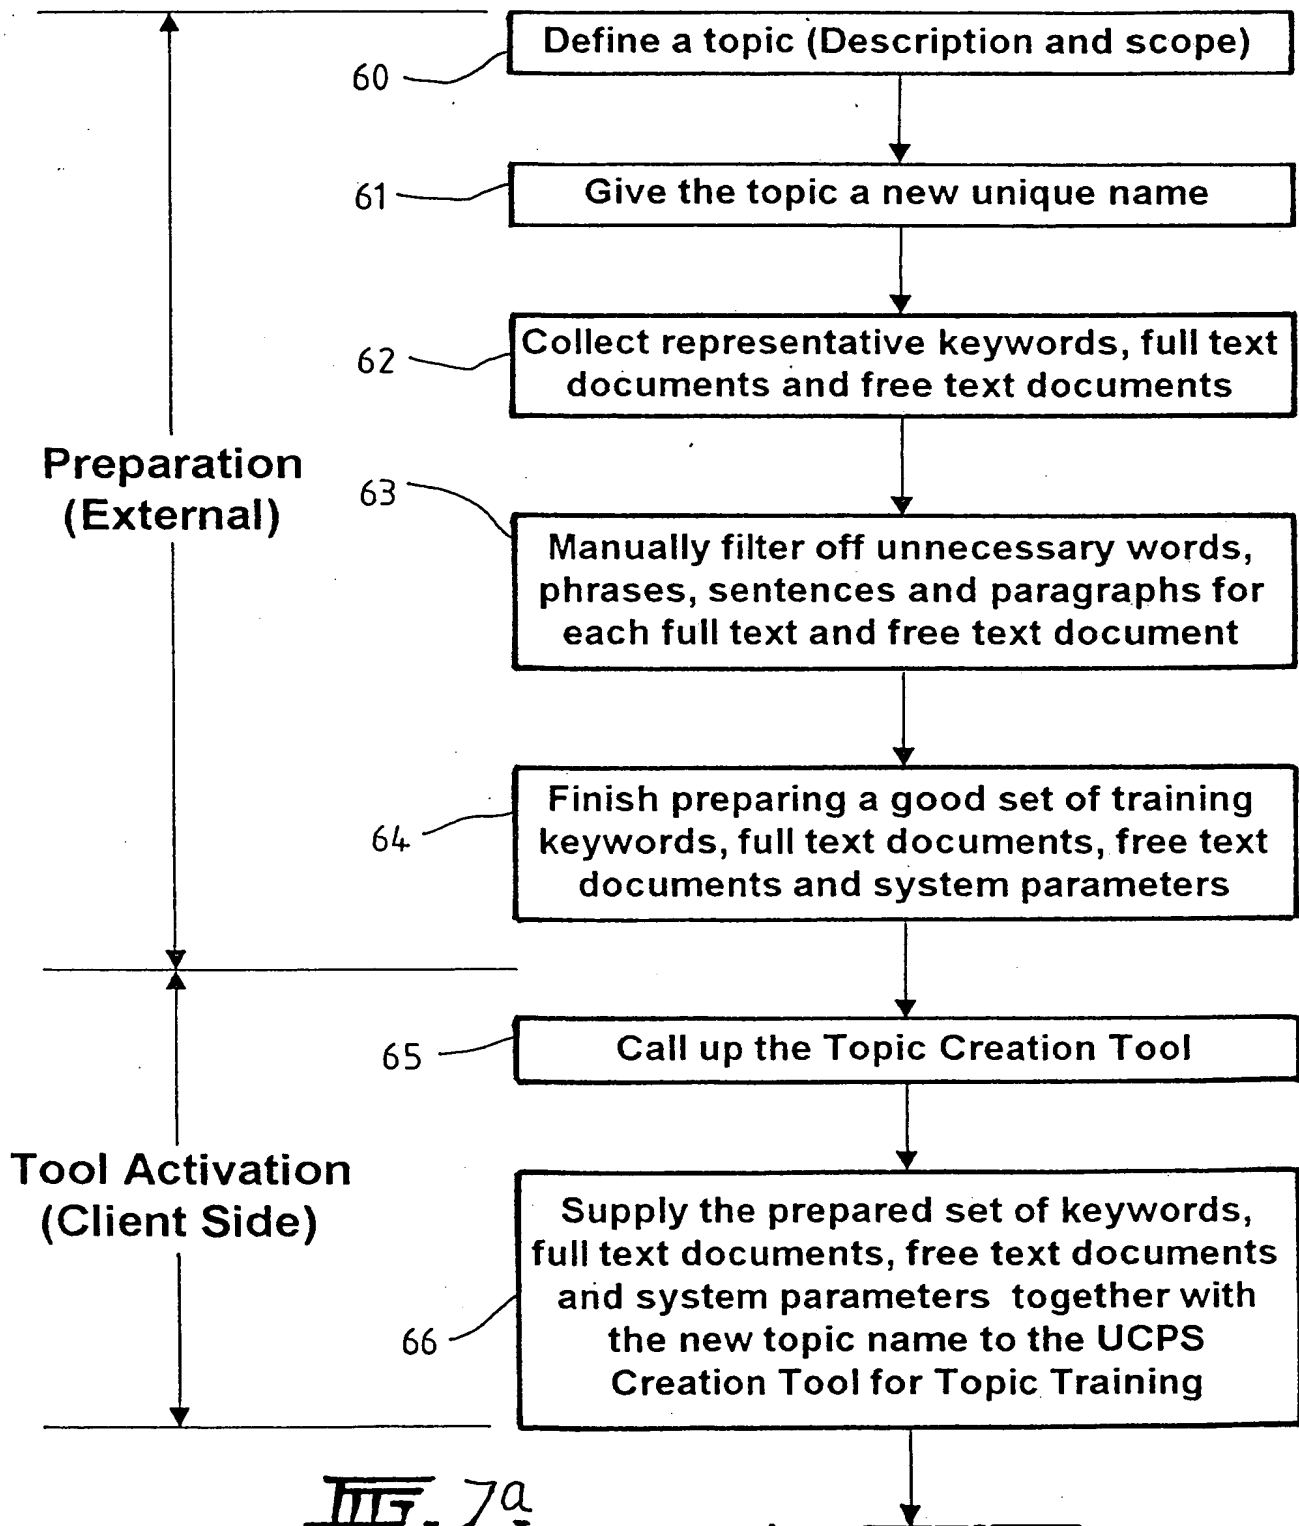 Define a topic (Description and scope)
60
Give the topic a new unique name
61
Collect representative keywords, full text
documents and free text documents
62
Preparation
(External)
63
Manually filter off unnecessary words,
phrases, sentences and paragraphs for
each full text and free text document
Finish preparing a good set of training
keywords, full text documents, free text
documents and system parameters
64
Call up the Topic Creation Tool
65
Tool Activation
(Client Side)
Supply the prepared set of keywords,
full text documents, free text documents
and system parameters together with
the new topic name to the UCPS
Creation Tool for Topic Training
66
FIG. 7a